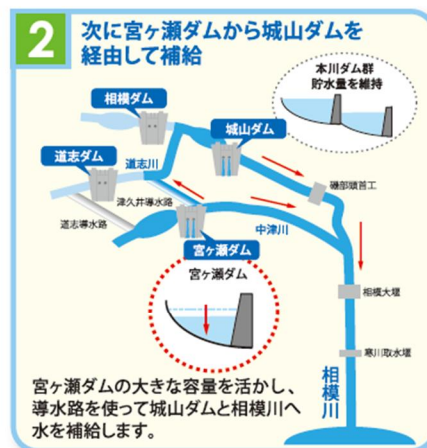 2
次に宮ヶ瀬ダムから城山ダムを
経由して補給
本川ダム群
貯水量を維持
相模ダム
城山ダム
道志ダム
道志川
磯部頭首工
津久井導水路
道志導水路
中津川
宮ヶ瀬ダム
宮ヶ瀬ダム
相模大堰
寒川取水堰
相模川
宮ヶ瀬ダムの大きな容量を活かし、
導水路を使って城山ダムと相模川へ
水を補給します。